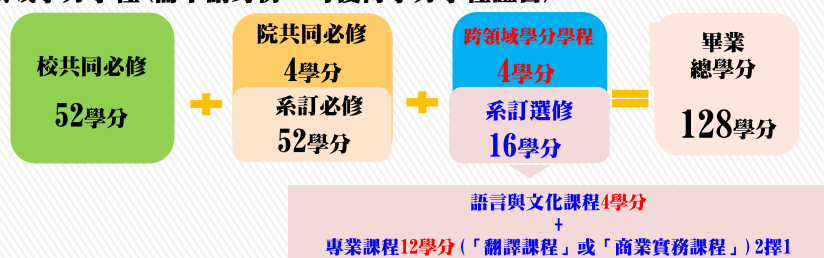 校共同必修
52學分
+
院共同必修
4學分
系訂必修
52學分
+
跨領域學分學程
4學分
系訂選修
16學分
=
畢業
總學分
128學分
語言與文化課程4學分
+
專業課程12學分 (「翻譯課程」或「商業實務課程」) 2擇1